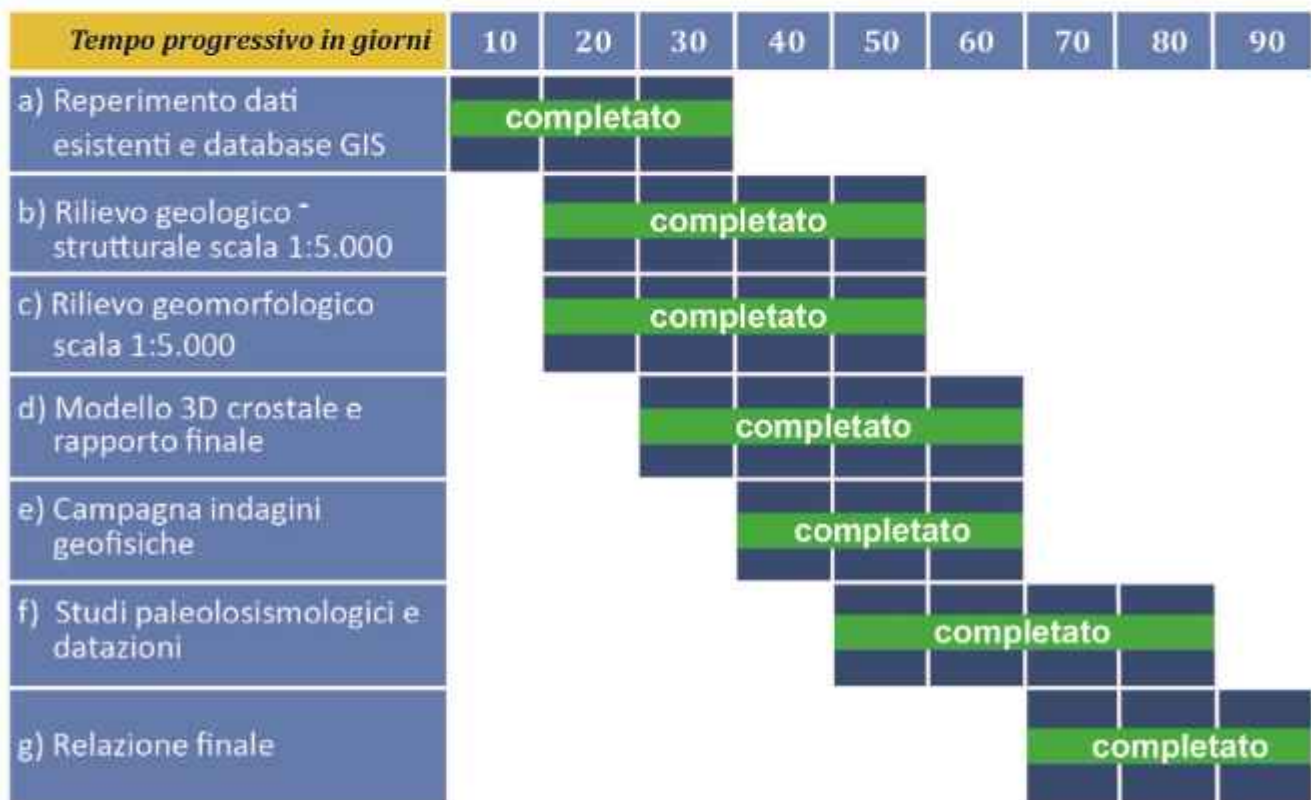 Tempo progressivo in giorni 10 20 30 40 50 60 70 80 90
a) Reperimento dati
esistenti e database GIS
completato
b) Rilievo geologico -
strutturale scala 1:5.000
completato
c) Rilievo geomorfologico
scala 1:5.000
completato
d) Modello 3D crostale e
rapporto finale
completato
e) Campagna indagini
geofisiche
completato
f) Studi paleolosismologici e
datazioni
completato
g) Relazione finale
completato